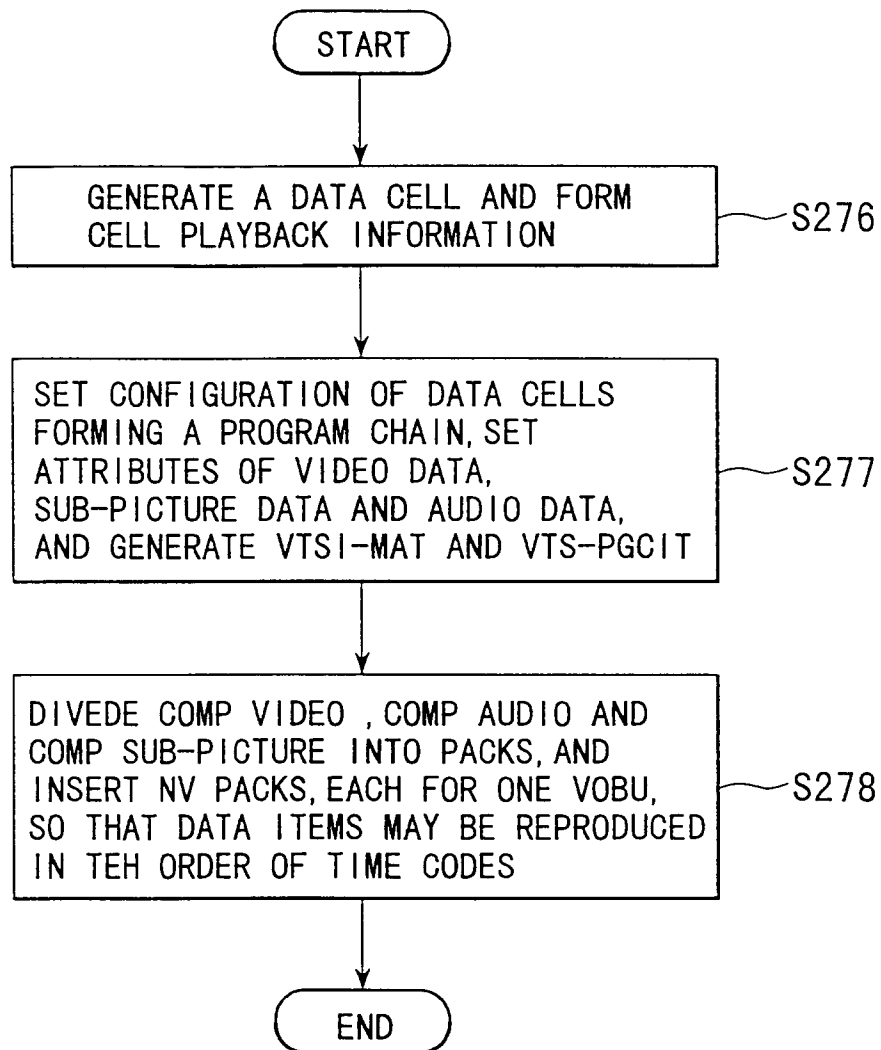 START
GENERATE A DATA CELL AND FORM
CELL PLAYBACK INFORMATION
S276
SET CONFIGURATION OF DATA CELLS
FORMING A PROGRAM CHAIN, SET
ATTRIBUTES OF VIDEO DATA,
SUB-PICTURE DATA AND AUDIO DATA,
AND GENERATE VTSI-MAT AND VTS-PGCIT
S277
DIVEDE COMP VIDEO , COMP AUDIO AND
COMP SUB-PICTURE INTO PACKS, AND
INSERT NV PACKS, EACH FOR ONE VOBU,
SO THAT DATA ITEMS MAY BE REPRODUCED
IN TEH ORDER OF TIME CODES
S278
END